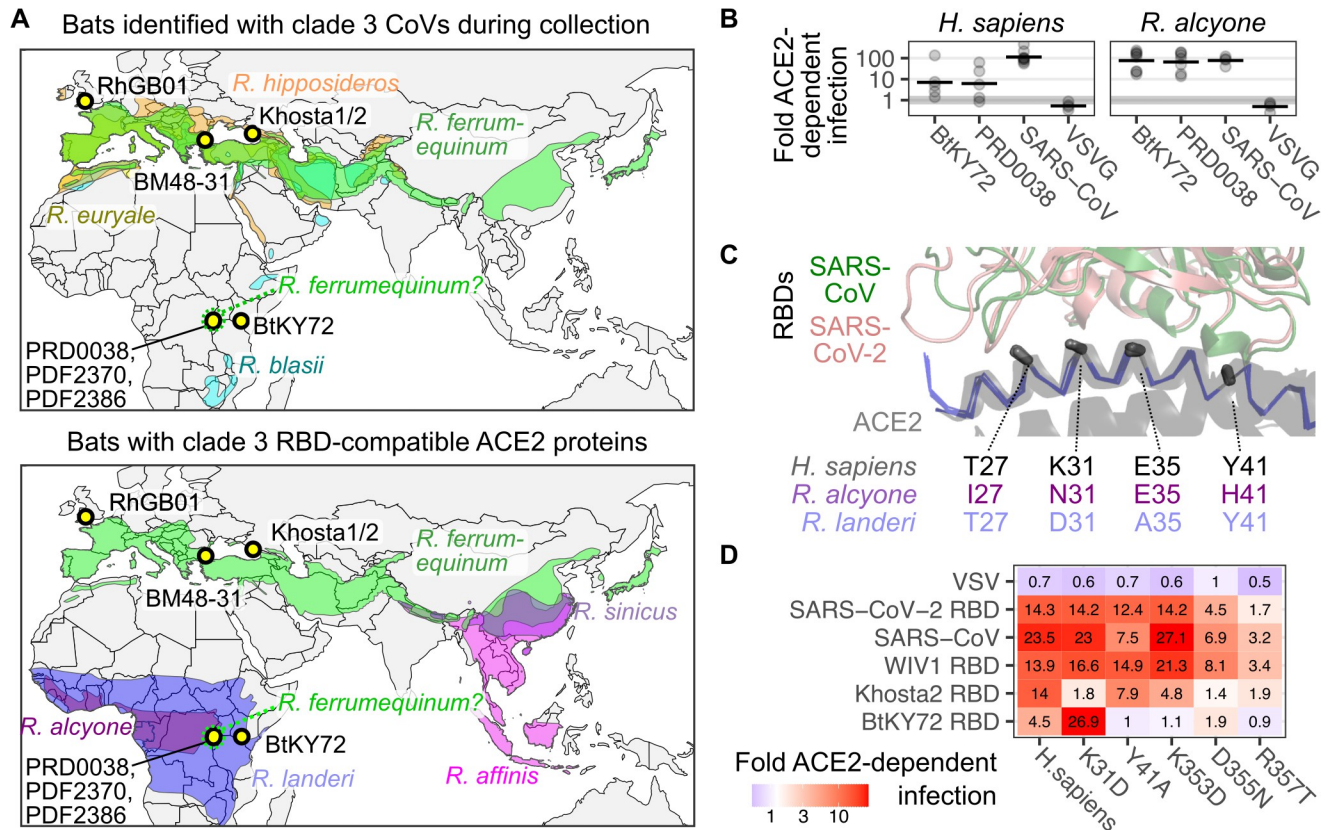 A
Bats identified with clade 3 CoVs during collection
RhGB01
R. hipposideros
Khosta1/2
R. ferrum-
equinum
BM48-31
R. euryale
R. ferrumequinum?
BtKY72
PRD0038,
PDF2370,
PDF2386
R. blasii
Bats with clade 3 RBD-compatible ACE2 proteins
RhGB01
Khosta1/2
R. ferrum-
equinum
BM48-31
R. sinicus
R. alcyone
R. ferrumequinum?
BtKY72
PRD0038,
PDF2370,
PDF2386
R. landeri
R. affinis
B
H. sapiens
R. alcyone
Fold ACE2-
dependent
infection
100
10
1
BtKY72
PRD0038
SARS−CoV
VSVG
BtKY72
PRD0038
SARS−CoV
VSVG
C
RBDs
SARS-
CoV
SARS-
CoV-2
ACE2
H. sapiens T27 K31 E35 Y41
R. alcyone I27 N31 E35 H41
R. landeri T27 D31 A35 Y41
D
VSV 0.7 0.6 0.7 0.6 1 0.5
SARS−CoV−2 RBD 14.3 14.2 12.4 14.2 4.5 1.7
SARS−CoV 23.5 23 7.5 27.1 6.9 3.2
WIV1 RBD 13.9 16.6 14.9 21.3 8.1 3.4
Khosta2 RBD 14 1.8 7.9 4.8 1.4 1.9
BtKY72 RBD 4.5 26.9 1 1.1 1.9 0.9
H.sapiens
K31D
Y41A
K353D
D355N
R357T
Fold ACE2-dependent
infection
1 3 10